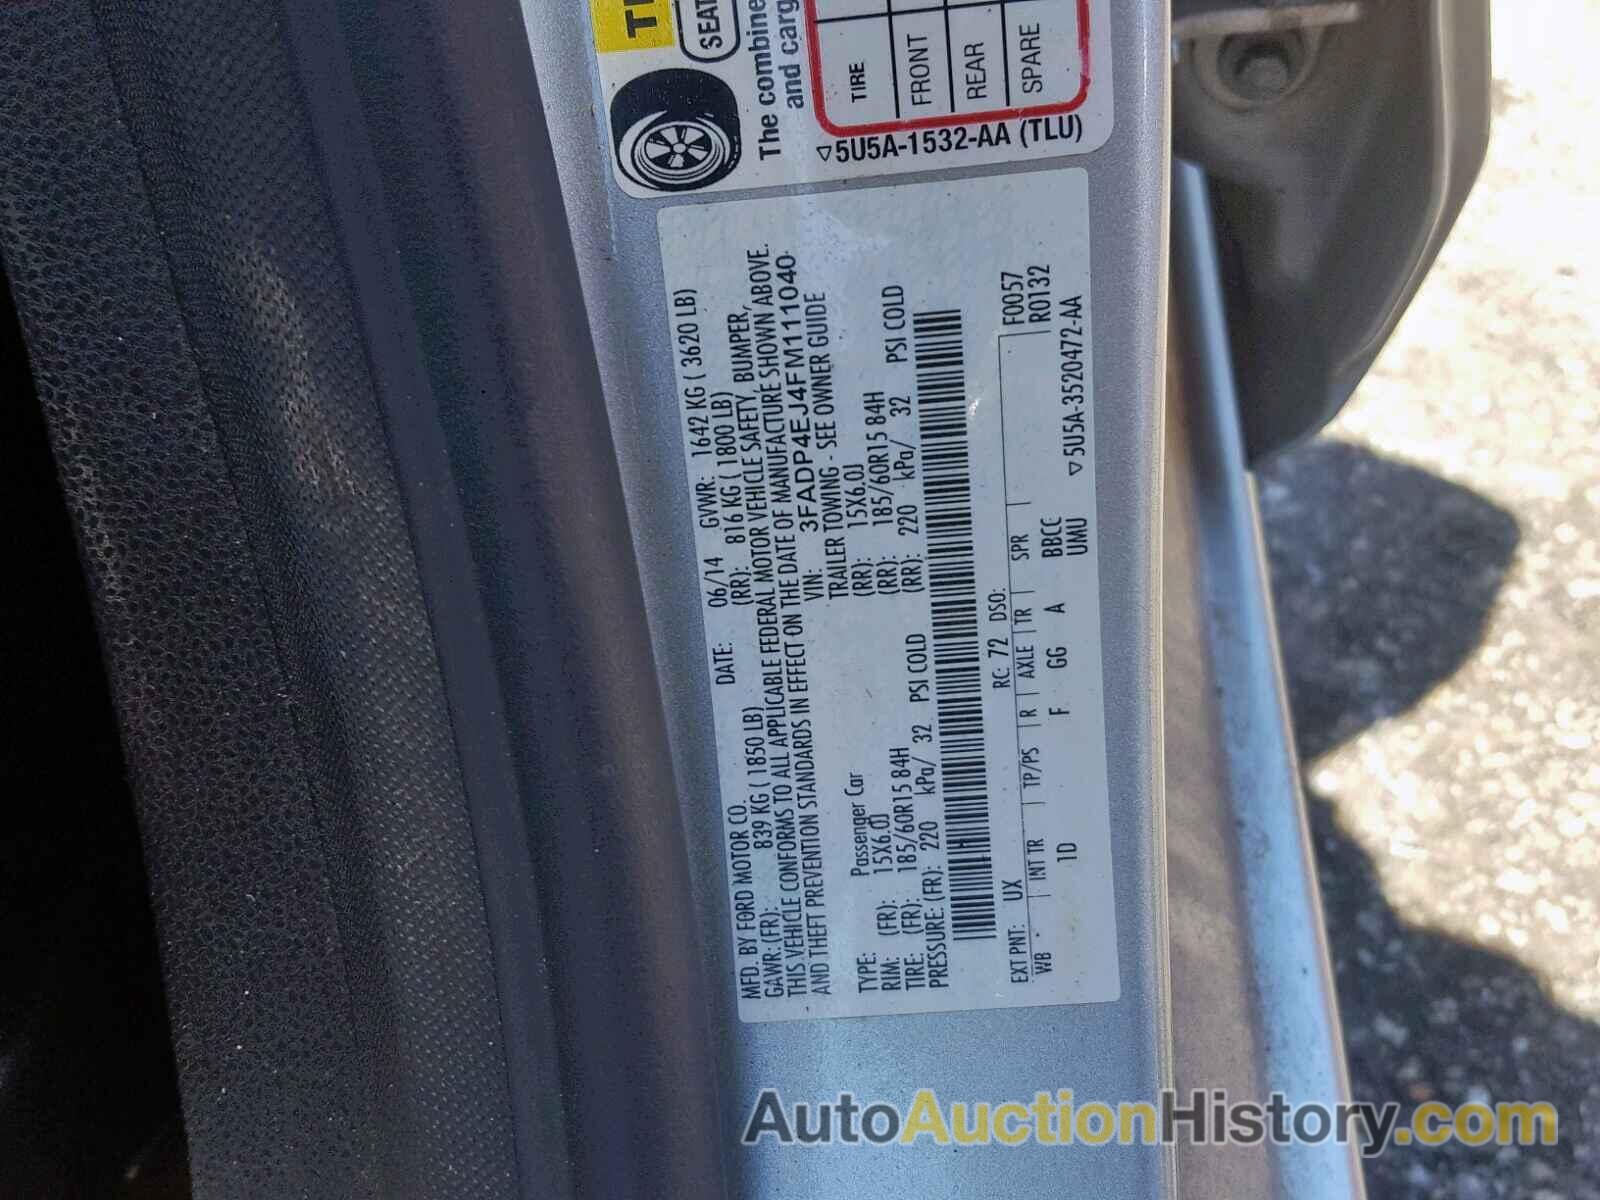 TI
SEAT
The combine
and carg
TIRE
FRONT
REAR
SPARE
5U5A-1532-AA (TLU)
MFD. BY FORD MOTOR CO.
DATE: 06/14 GVWR: 1642 KG ( 3620 LB)
GAWR: (FR): 839 KG ( 1850 LB) (RR): 816 KG ( 1800 LB)
THIS VEHICLE CONFORMS TO ALL APPLICABLE FEDERAL MOTOR VEHICLE SAFETY, BUMPER,
AND THEFT PREVENTION STANDARDS IN EFFECT ON THE DATE OF MANUFACTURE SHOWN ABOVE.
VIN: 3FADP4EJ4FM111040
TRAILER TOWING - SEE OWNER GUIDE
TYPE: Passenger Car
RIM: (FR): 15X6.0J (RR): 15X6.0J
TIRE: (FR): 185/60R15 84H (RR): 185/60R15 84H
PRESSURE: (FR): 220 kPa/ 32 PSI COLD (RR): 220 kPa/ 32 PSI COLD
EXT PNT: UX RC: 72 DSO: F0057
WB INT TR TP/PS R AXLE TR SPR R0132
1D F GG A BBCC
UMU
5U5A-3520472-AA
AutoAuctionHistory.com